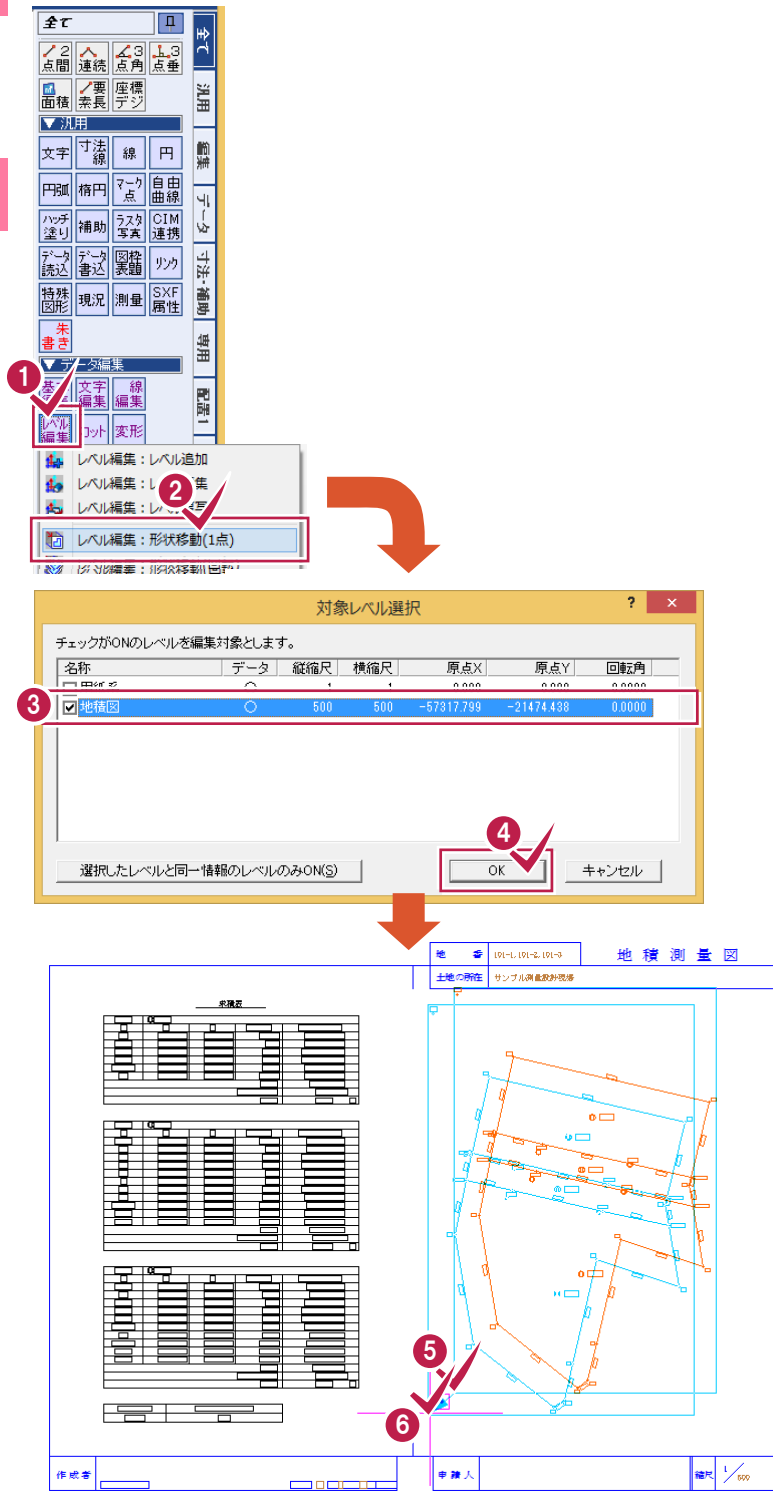 全て
2点間 連続 3点角 3点垂
面積 要素長 座標デジ
▼ 汎用
文字 寸法線 線 円
円弧 楕円 マーク点 自由曲線
ハッチ塗り 補助 ラスタ写真 CIM連携
データ読込 データ書込 図枠表題 リンク
特殊図形 現況 測量 SXF属性
朱書き
▼ データ編集
文字編集 線編集
レベル編集 変形
全て
汎用
編集
データ
寸法・補助
専用
配置1
1
レベル編集：レベル追加
2
レベル編集：形状移動(1点)
対象レベル選択 ? ×
チェックがONのレベルを編集対象とします。
名称 データ 縦縮尺 横縮尺 原点X 原点Y 回転角
3
地積図 ○ 500 500 -57317.799 -21474.438 0.0000
4
選択したレベルと同一情報のレベルのみON(S) OK キャンセル
地番 101-1,101-2,101-3 地積測量図
土地の所在 サンプル測量設計現場
求積表
5
6
作成者 申請人 縮尺 1/500